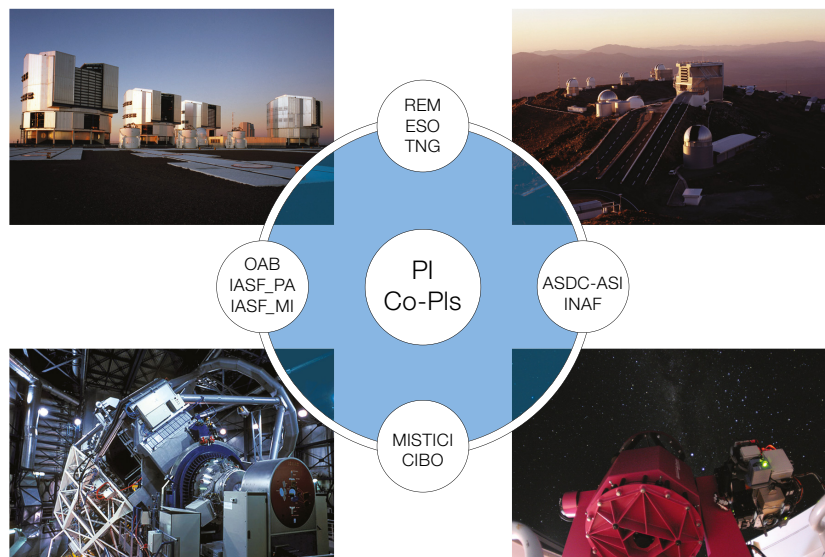 REM
ESO
TNG
OAB
IASF_PA
IASF_MI
PI
Co-PIs
ASDC-ASI
INAF
MISTICI
CIBO